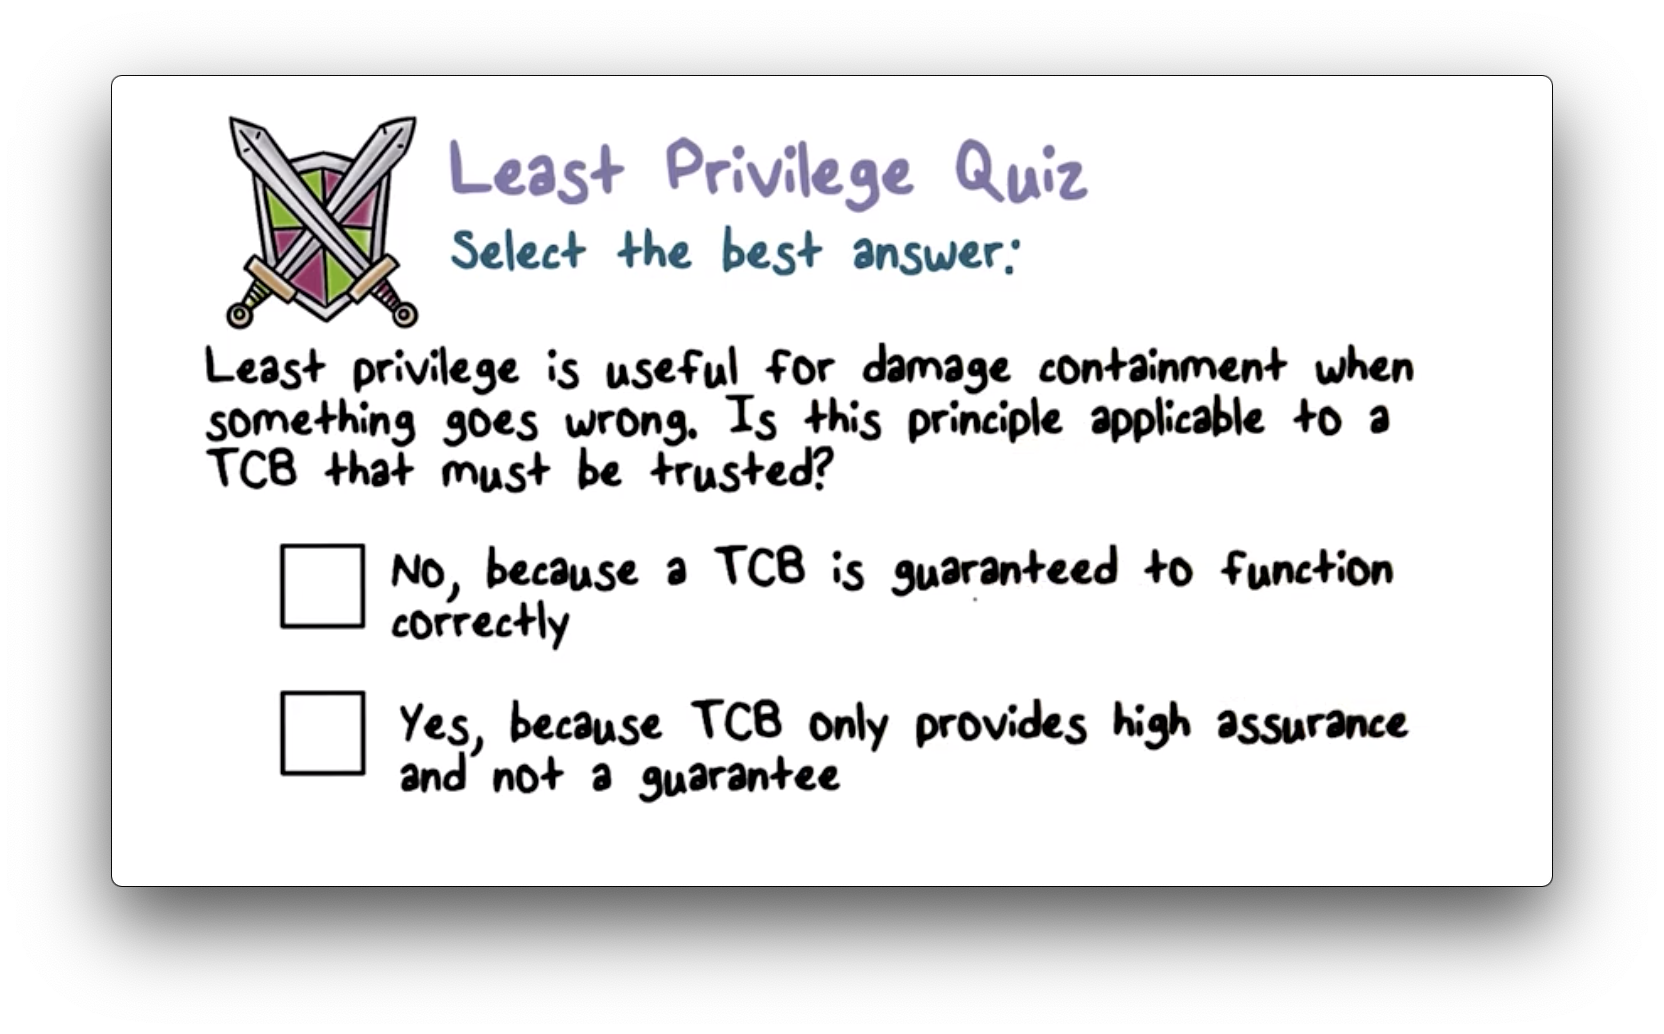 Least Privilege Quiz
Select the best answer:
Least privilege is useful for damage containment when
something goes wrong. Is this principle applicable to a
TCB that must be trusted?
No, because a TCB is guaranteed to function
correctly
Yes, because TCB only provides high assurance
and not a guarantee